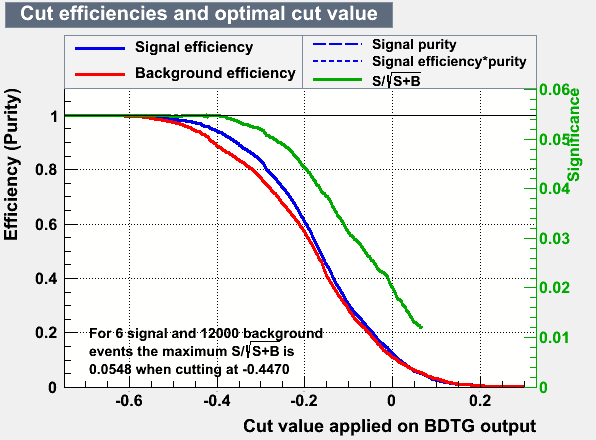 Cut efficiencies and optimal cut value
Signal efficiency
Background efficiency
Signal purity
Signal efficiency*purity
S/√S+B
Efficiency (Purity)
1
0.8
0.6
0.4
0.2
0
0.06
0.05
0.04
0.03
0.02
0.01
0
Significance
For 6 signal and 12000 background
events the maximum S/√S+B is
0.0548 when cutting at -0.4470
-0.6 -0.4 -0.2 0 0.2
Cut value applied on BDTG output